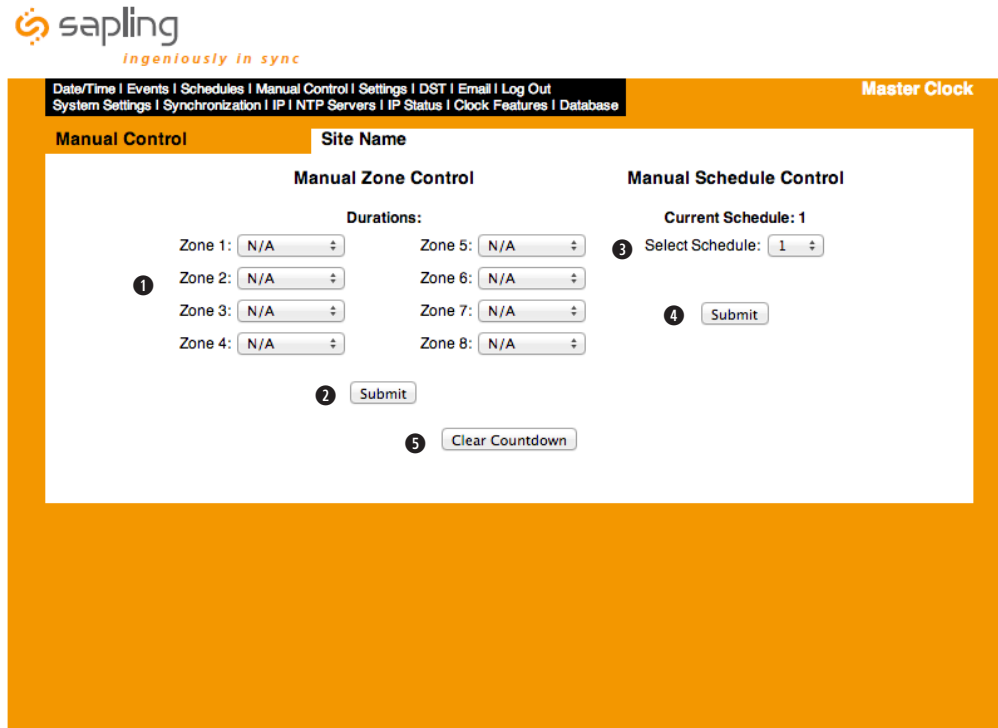 sapling
ingeniously in sync
Date/Time I Events I Schedules I Manual Control I Settings I DST I Email I Log Out
System Settings I Synchronization I IP I NTP Servers I IP Status I Clock Features I Database
Master Clock
Manual Control
Site Name
Manual Zone Control
Manual Schedule Control
Durations:
Current Schedule: 1
Zone 1: N/A
Zone 5: N/A
3 Select Schedule: 1
1
Zone 2: N/A
Zone 6: N/A
Zone 3: N/A
Zone 7: N/A
4 Submit
Zone 4: N/A
Zone 8: N/A
2 Submit
5 Clear Countdown